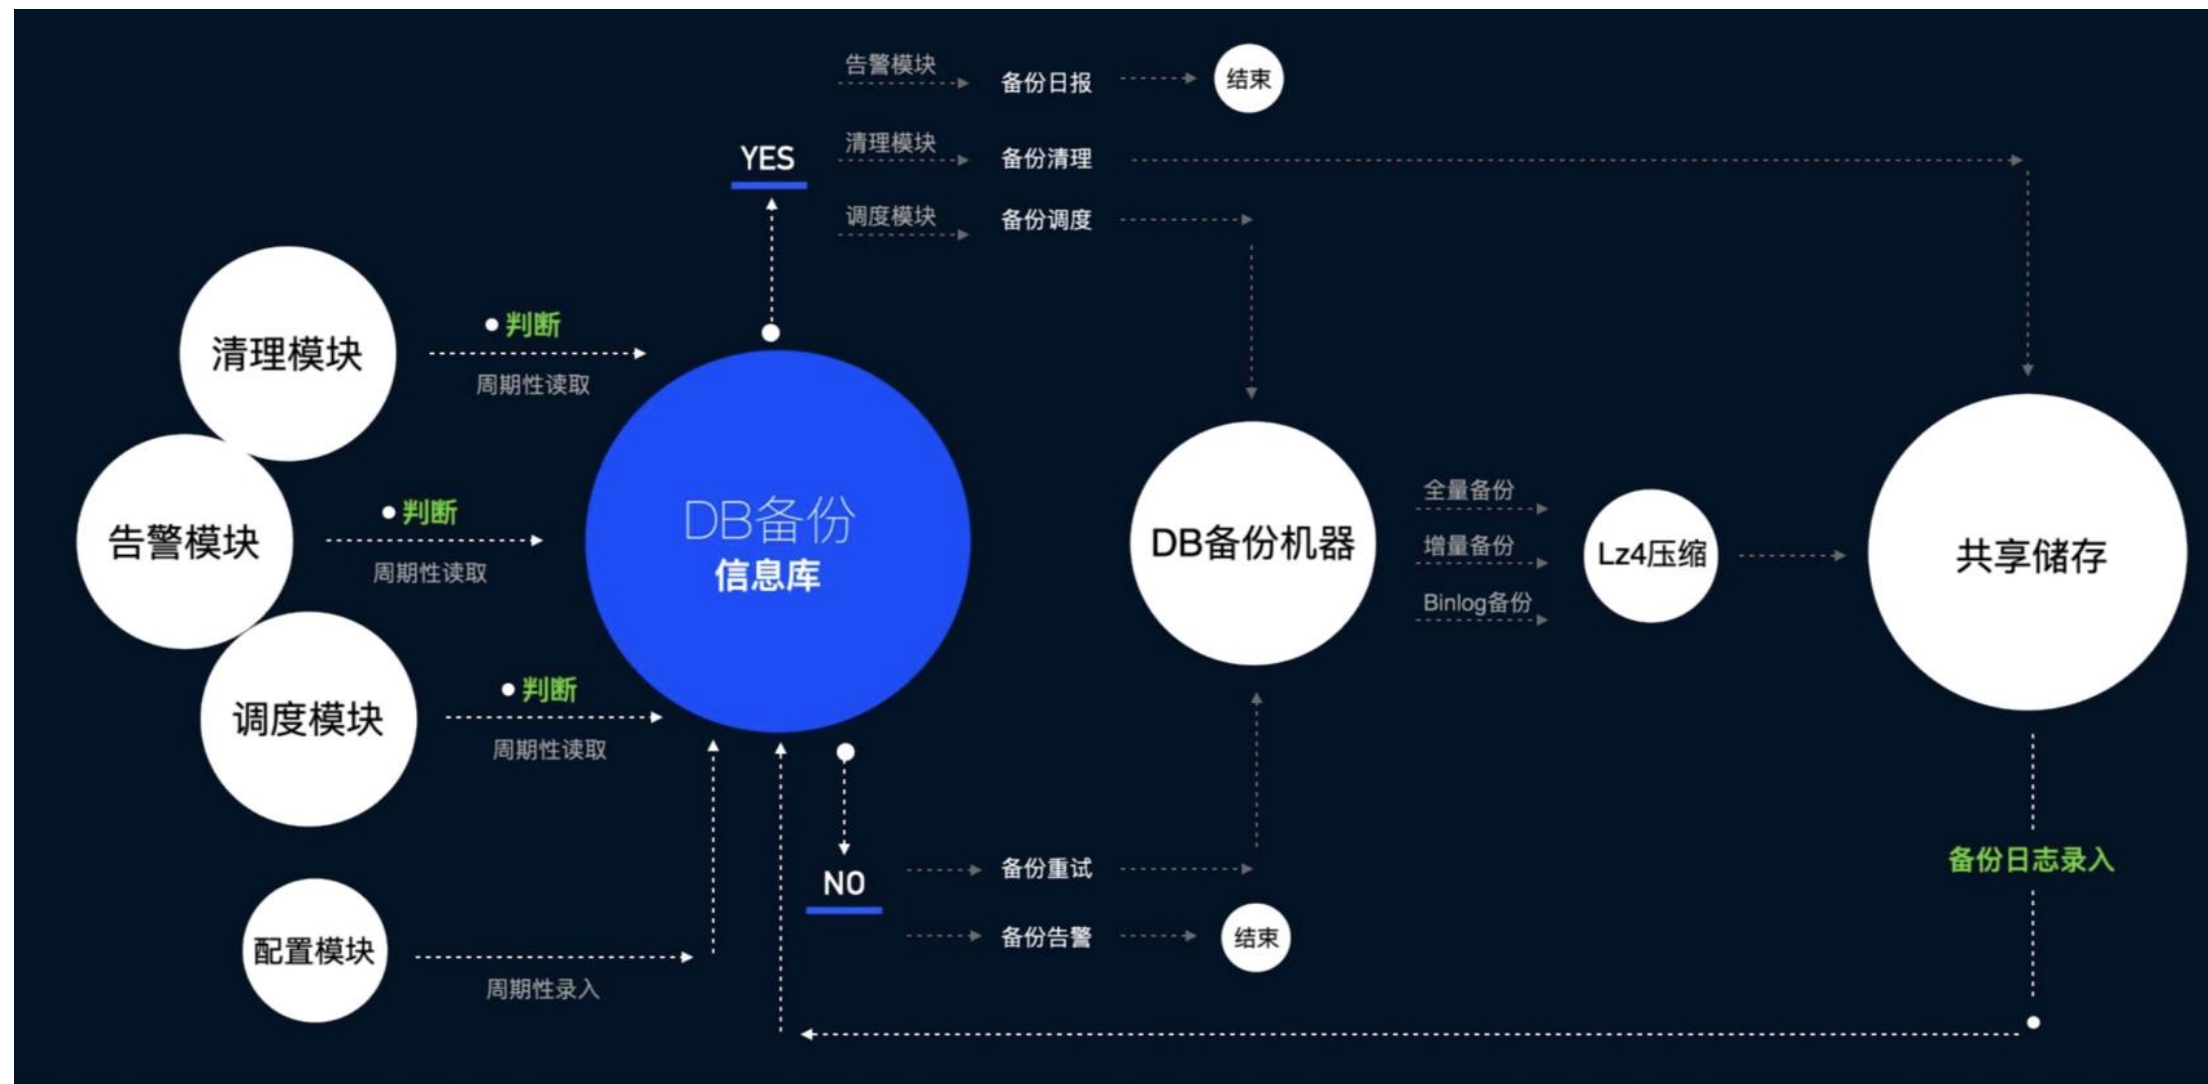 告警模块
备份日报
结束
YES
清理模块
备份清理
调度模块
备份调度
清理模块
判断
周期性读取
告警模块
判断
周期性读取
调度模块
判断
周期性读取
配置模块
周期性录入
DB备份
信息库
DB备份机器
全量备份
增量备份
Binlog备份
Lz4压缩
共享储存
备份日志录入
NO
备份重试
备份告警
结束